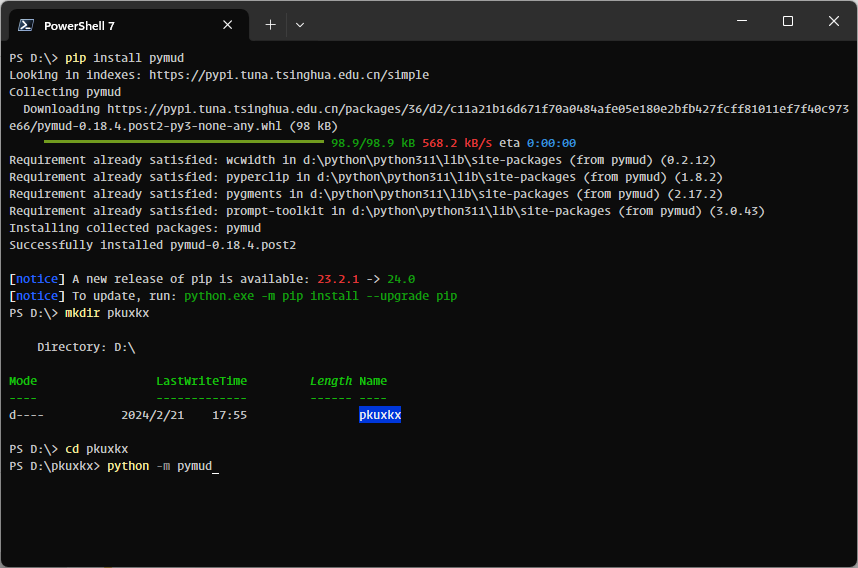 PowerShell 7
PS D:\> pip install pymud
Looking in indexes: https://pypi.tuna.tsinghua.edu.cn/simple
Collecting pymud
  Downloading https://pypi.tuna.tsinghua.edu.cn/packages/36/d2/c11a21b16d671f70a0484afe05e180e2bfb427fcff81011ef7f40c973
e66/pymud-0.18.4.post2-py3-none-any.whl (98 kB)
98.9/98.9 kB 568.2 kB/s eta 0:00:00
Requirement already satisfied: wcwidth in d:\python\python311\lib\site-packages (from pymud) (0.2.12)
Requirement already satisfied: pyperclip in d:\python\python311\lib\site-packages (from pymud) (1.8.2)
Requirement already satisfied: pygments in d:\python\python311\lib\site-packages (from pymud) (2.17.2)
Requirement already satisfied: prompt-toolkit in d:\python\python311\lib\site-packages (from pymud) (3.0.43)
Installing collected packages: pymud
Successfully installed pymud-0.18.4.post2
[notice] A new release of pip is available: 23.2.1 -> 24.0
[notice] To update, run: python.exe -m pip install --upgrade pip
PS D:\> mkdir pkuxkx
    Directory: D:\
Mode                 LastWriteTime         Length Name
----                 -------------         ------ ----
d----           2024/2/21    17:55                pkuxkx
PS D:\> cd pkuxkx
PS D:\pkuxkx> python -m pymud_